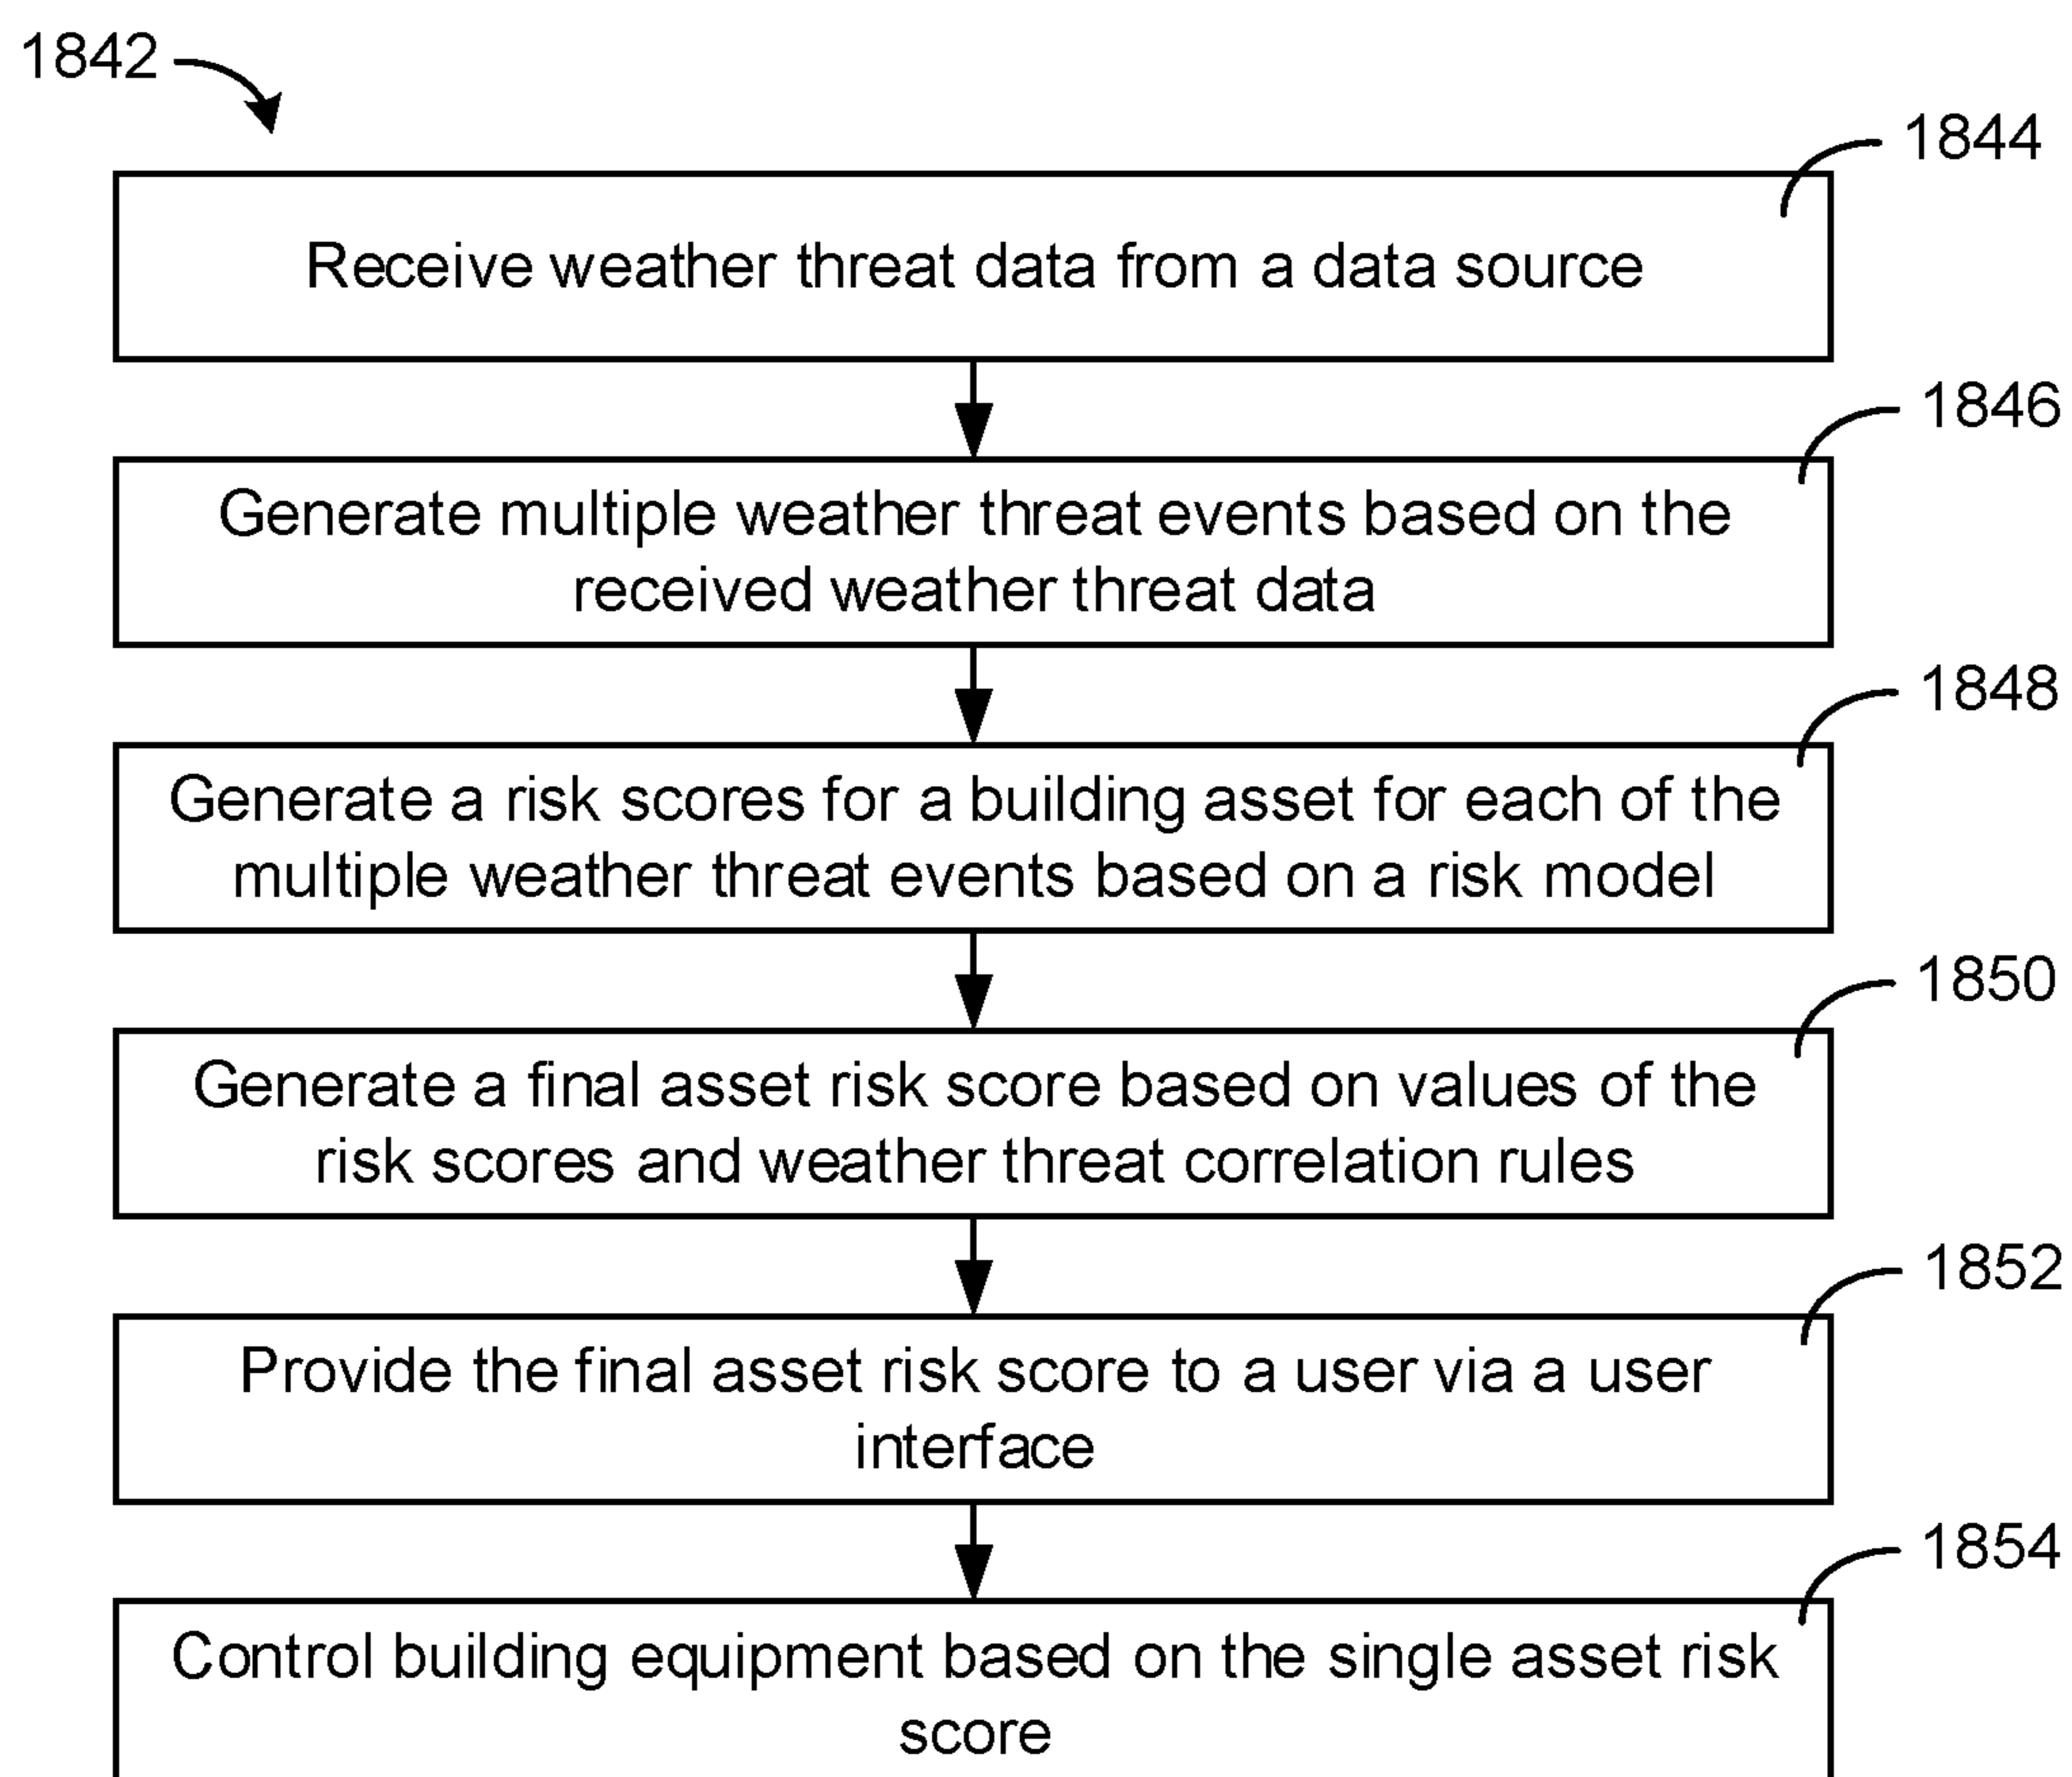 1842
1844
Receive weather threat data from a data source
1846
Generate multiple weather threat events based on the
received weather threat data
1848
Generate a risk scores for a building asset for each of the
multiple weather threat events based on a risk model
1850
Generate a final asset risk score based on values of the
risk scores and weather threat correlation rules
1852
Provide the final asset risk score to a user via a user
interface
1854
Control building equipment based on the single asset risk
score